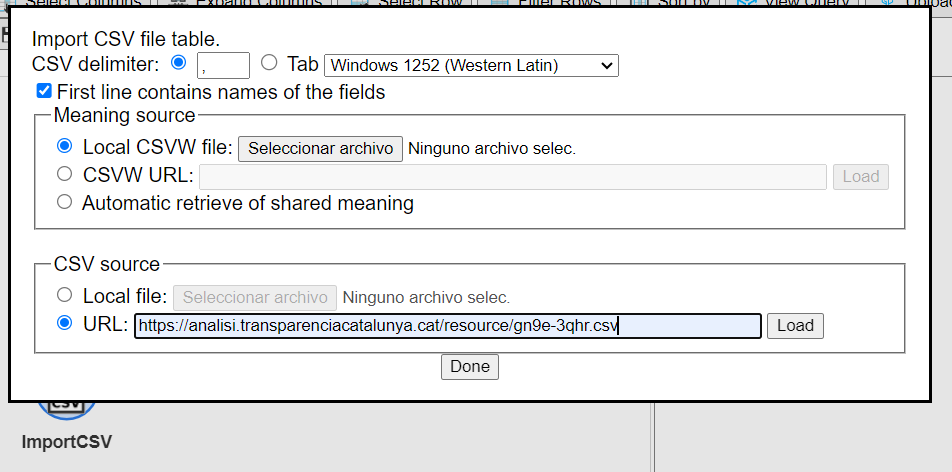 Select Columns Expand Columns Select Row Filter Rows Sort by View Query
Import CSV file table.
CSV delimiter: , Tab Windows 1252 (Western Latin)
First line contains names of the fields
Meaning source
Local CSVW file: Seleccionar archivo Ninguno archivo selec.
CSVW URL: Load
Automatic retrieve of shared meaning
CSV source
Local file: Seleccionar archivo Ninguno archivo selec.
URL: https://analisi.transparenciacatalunya.cat/resource/gn9e-3qhr.csv Load
Done
CSV
ImportCSV